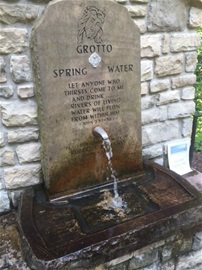 GROTTO
SPRING WATER
LET ANYONE WHO
THIRSTS COME TO ME
AND DRINK
RIVERS OF LIVING
WATER WILL FLOW
FROM WITHIN HIM